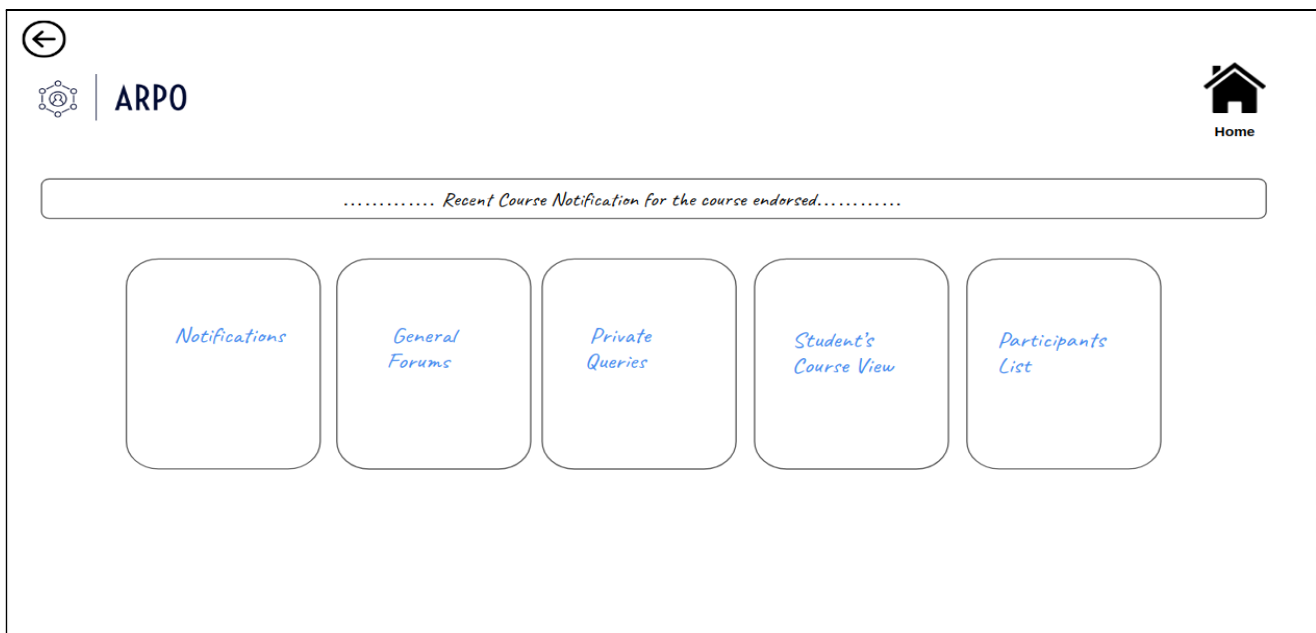 ARPO
Home
............. Recent Course Notification for the course endorsed............
Notifications
General
Forums
Private
Queries
Student's
Course View
Participants
List